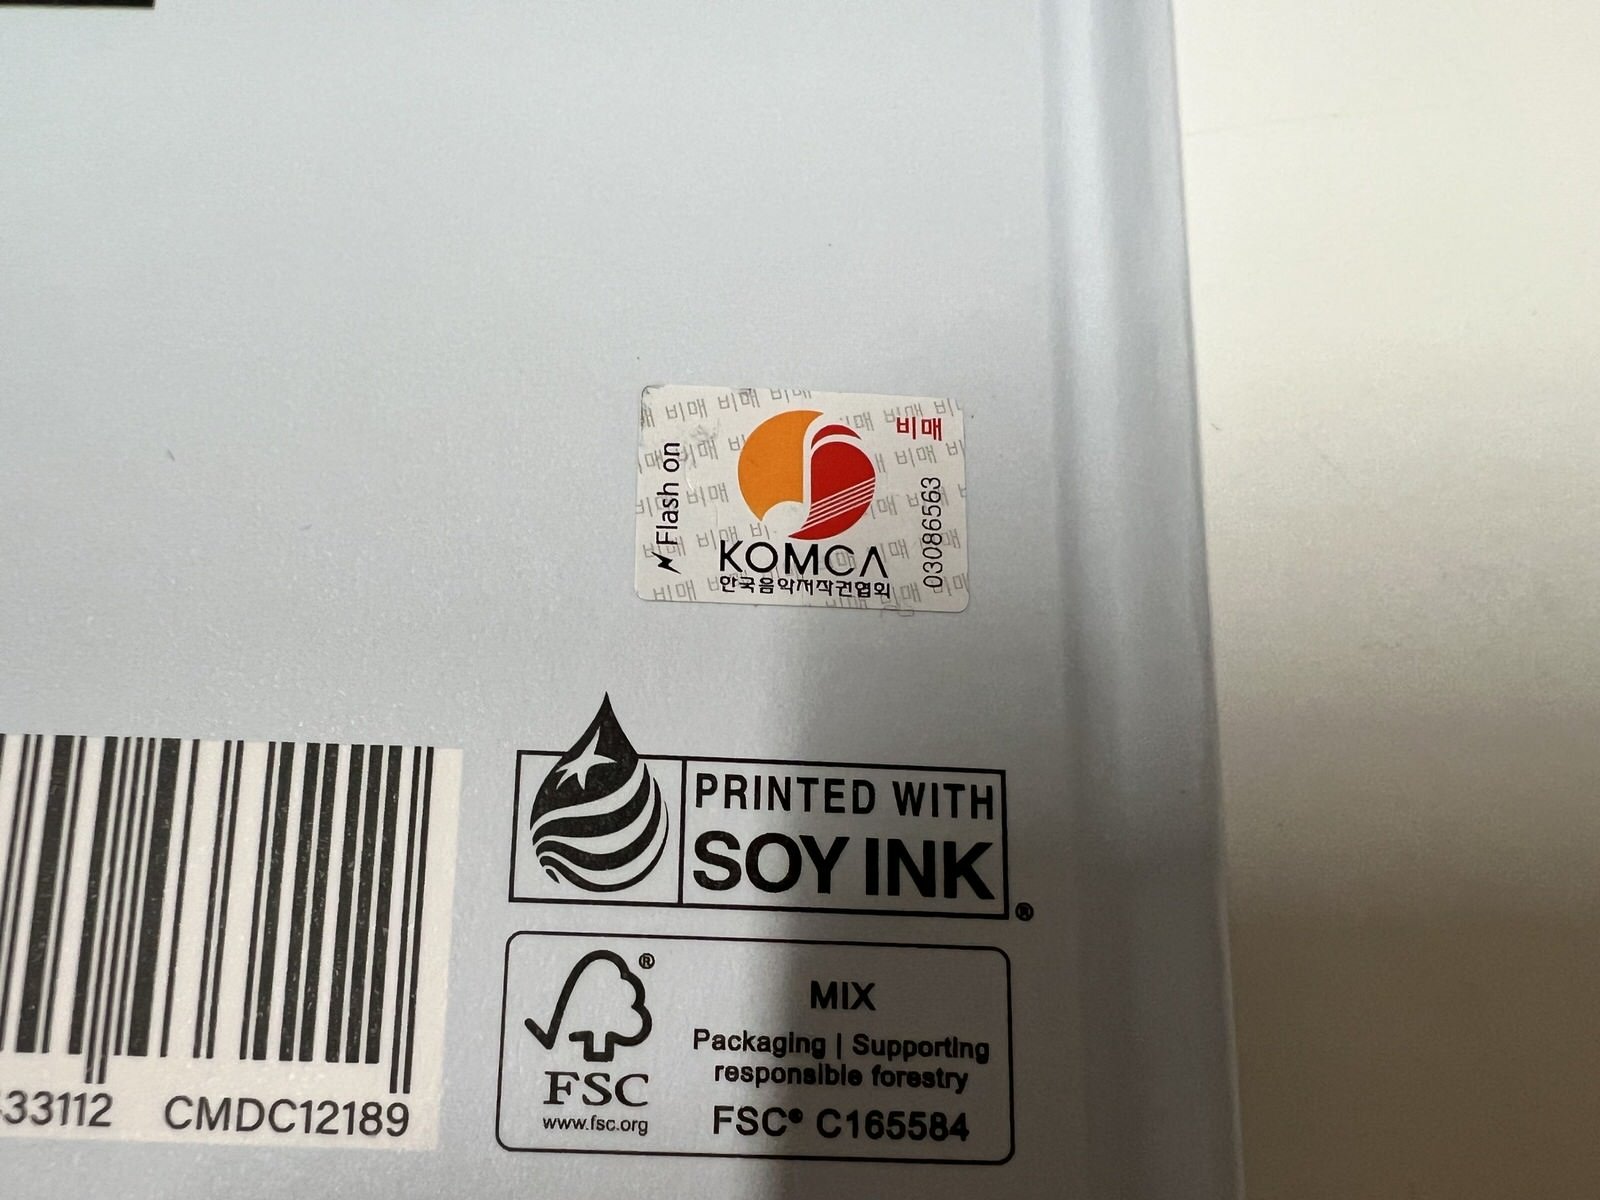 비매
Flash on
KOMCA
한국음악저작권협회
03086563
PRINTED WITH
SOY INK
®
33112 CMDC12189
®
FSC
www.fsc.org
MIX
Packaging | Supporting
responsible forestry
FSC® C165584